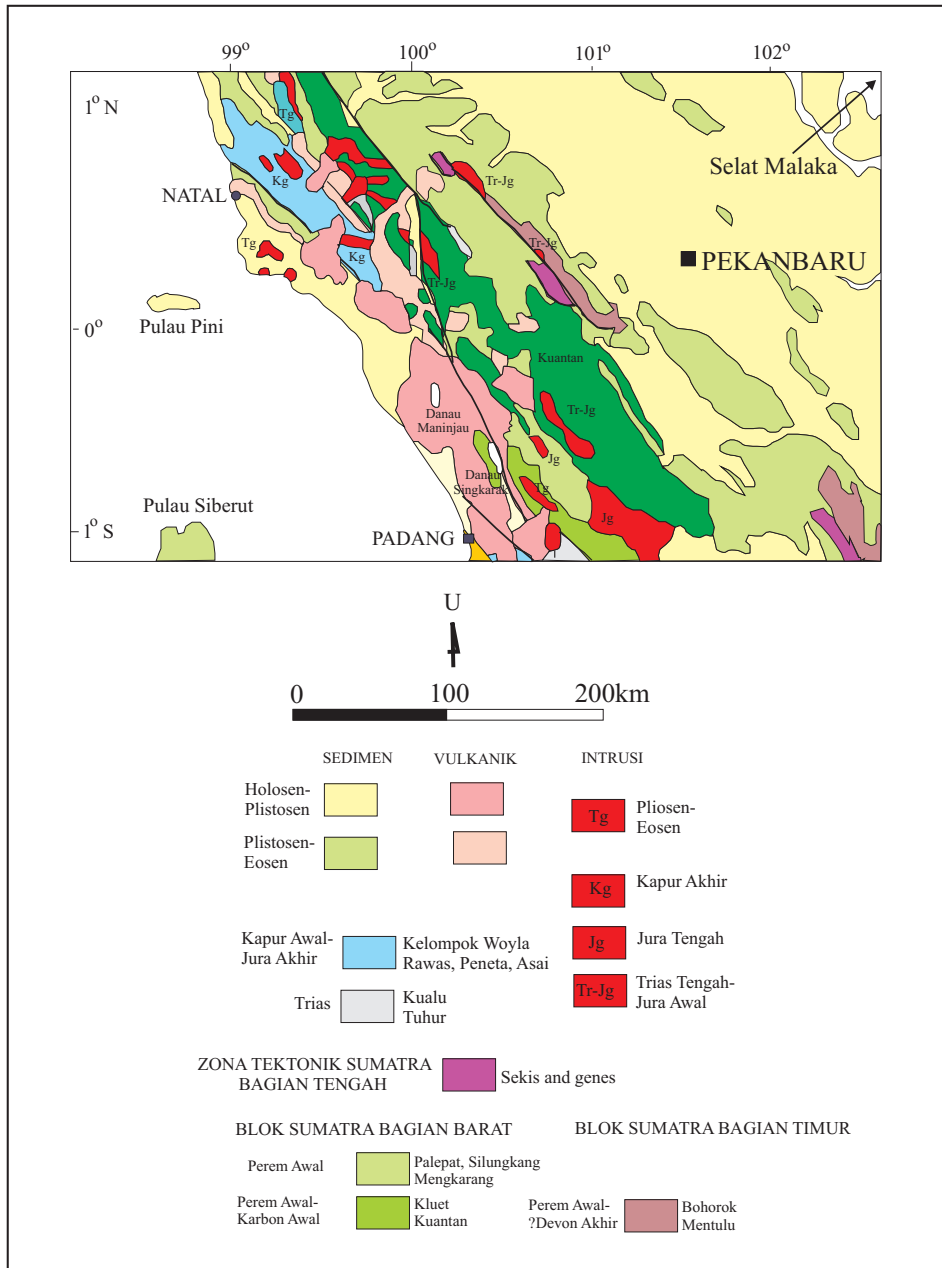 99° 100° 101° 102°
1° N
Tg
Selat Malaka
Kg
Tr-Jg
NATAL
Tg
Tr-Jg
Kg
PEKANBARU
Tr-Jg
Pulau Pini
0°
Kuantan
Danau
Maninjau
Tr-Jg
Jg
Danau
Singkarak
Tg
Pulau Siberut
Jg
1° S
PADANG
U
0 100 200km
SEDIMEN VULKANIK INTRUSI
Holosen-
Plistosen
Tg Pliosen-
Eosen
Plistosen-
Eosen
Kg Kapur Akhir
Kapur Awal-
Jura Akhir
Kelompok Woyla
Rawas, Peneta, Asai
Jg Jura Tengah
Trias
Kualu
Tuhur
Tr-Jg Trias Tengah-
Jura Awal
ZONA TEKTONIK SUMATRA
BAGIAN TENGAH
Sekis and genes
BLOK SUMATRA BAGIAN BARAT BLOK SUMATRA BAGIAN TIMUR
Perem Awal
Palepat, Silungkang
Mengkarang
Perem Awal-
Karbon Awal
Kluet
Kuantan
Perem Awal-
?Devon Akhir
Bohorok
Mentulu